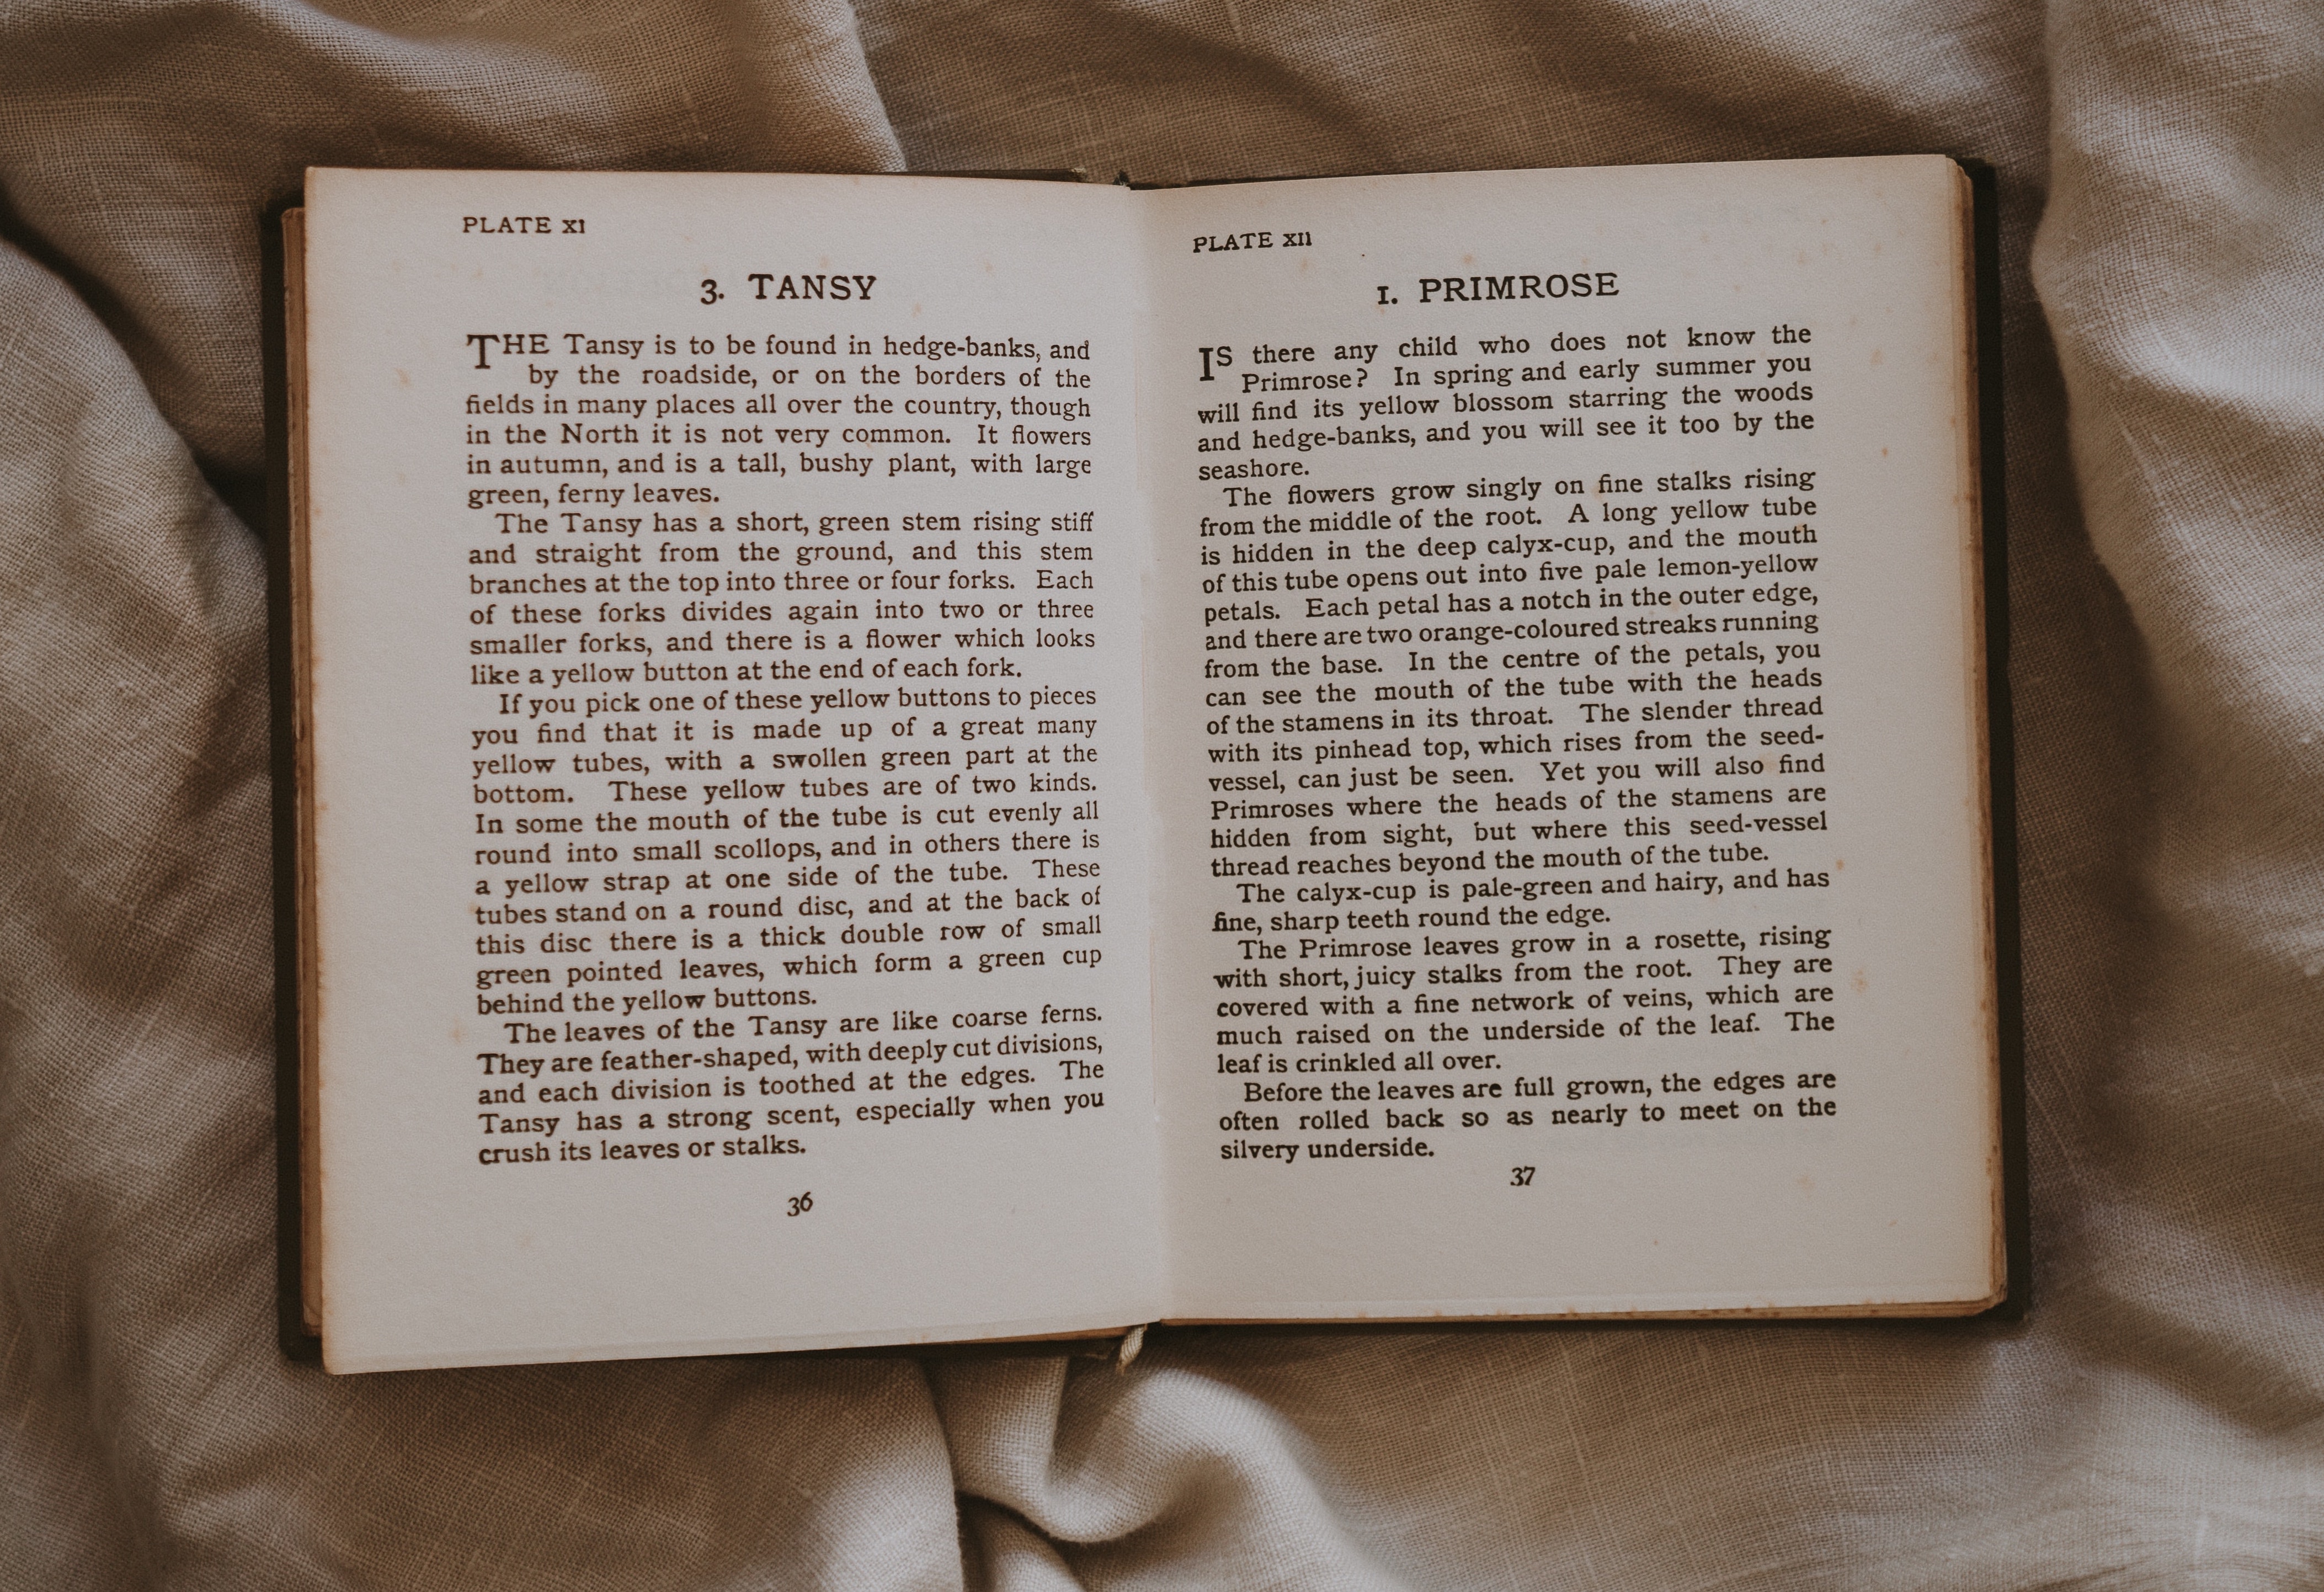 PLATE XI
3. TANSY
THE Tansy is to be found in hedge-banks, and
by the roadside, or on the borders of the
fields in many places all over the country, though
in the North it is not very common. It flowers
in autumn, and is a tall, bushy plant, with large
green, ferny leaves.
The Tansy has a short, green stem rising stiff
and straight from the ground, and this stem
branches at the top into three or four forks. Each
of these forks divides again into two or three
smaller forks, and there is a flower which looks
like a yellow button at the end of each fork.
If you pick one of these yellow buttons to pieces
you find that it is made up of a great many
yellow tubes, with a swollen green part at the
bottom. These yellow tubes are of two kinds.
In some the mouth of the tube is cut evenly all
round into small scollops, and in others there is
a yellow strap at one side of the tube. These
tubes stand on a round disc, and at the back of
this disc there is a thick double row of small
green pointed leaves, which form a green cup
behind the yellow buttons.
The leaves of the Tansy are like coarse ferns.
They are feather-shaped, with deeply cut divisions,
and each division is toothed at the edges. The
Tansy has a strong scent, especially when you
crush its leaves or stalks.
36
PLATE XII
1. PRIMROSE
IS there any child who does not know the
Primrose? In spring and early summer you
will find its yellow blossom starring the woods
and hedge-banks, and you will see it too by the
seashore.
The flowers grow singly on fine stalks rising
from the middle of the root. A long yellow tube
is hidden in the deep calyx-cup, and the mouth
of this tube opens out into five pale lemon-yellow
petals. Each petal has a notch in the outer edge,
and there are two orange-coloured streaks running
from the base. In the centre of the petals, you
can see the mouth of the tube with the heads
of the stamens in its throat. The slender thread
with its pinhead top, which rises from the seed-
vessel, can just be seen. Yet you will also find
Primroses where the heads of the stamens are
hidden from sight, but where this seed-vessel
thread reaches beyond the mouth of the tube.
The calyx-cup is pale-green and hairy, and has
fine, sharp teeth round the edge.
The Primrose leaves grow in a rosette, rising
with short, juicy stalks from the root. They are
covered with a fine network of veins, which are
much raised on the underside of the leaf. The
leaf is crinkled all over.
Before the leaves are full grown, the edges are
often rolled back so as nearly to meet on the
silvery underside.
37